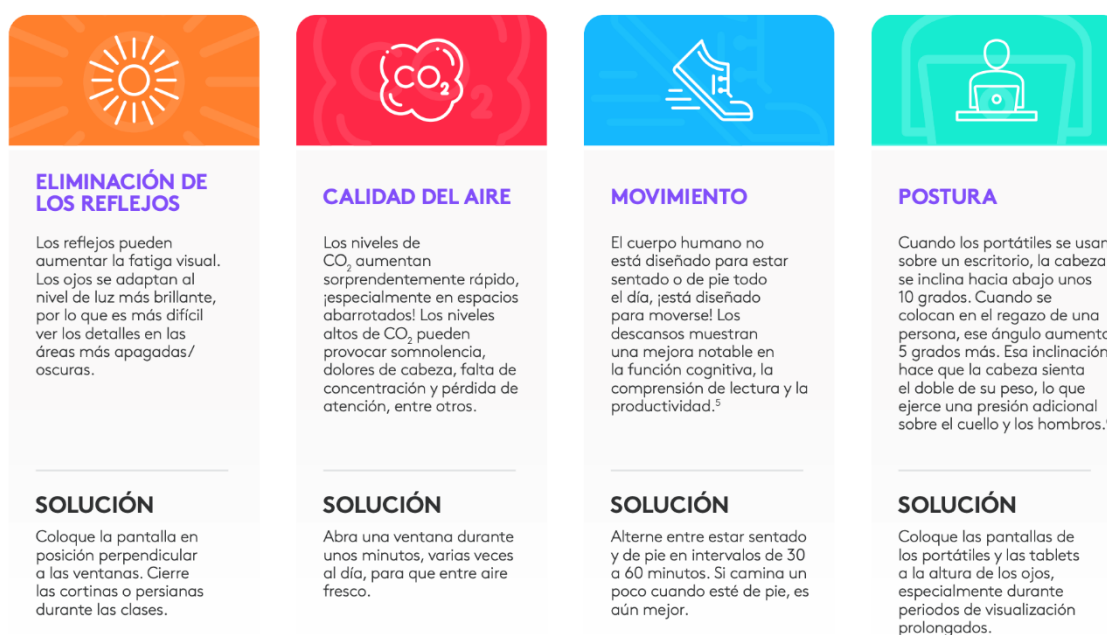 CO₂
2
ELIMINACIÓN DE
LOS REFLEJOS
Los reflejos pueden
aumentar la fatiga visual.
Los ojos se adaptan al
nivel de luz más brillante,
por lo que es más difícil
ver los detalles en las
áreas más apagadas/
oscuras.
SOLUCIÓN
Coloque la pantalla en
posición perpendicular
a las ventanas. Cierre
las cortinas o persianas
durante las clases.
CALIDAD DEL AIRE
Los niveles de
CO₂ aumentan
sorprendentemente rápido,
¡especialmente en espacios
abarrotados! Los niveles
altos de CO₂ pueden
provocar somnolencia,
dolores de cabeza, falta de
concentración y pérdida de
atención, entre otros.
SOLUCIÓN
Abra una ventana durante
unos minutos, varias veces
al día, para que entre aire
fresco.
MOVIMIENTO
El cuerpo humano no
está diseñado para estar
sentado o de pie todo
el día, ¡está diseñado
para moverse! Los
descansos muestran
una mejora notable en
la función cognitiva, la
comprensión de lectura y la
productividad.⁵
SOLUCIÓN
Alterne entre estar sentado
y de pie en intervalos de 30
a 60 minutos. Si camina un
poco cuando esté de pie, es
aún mejor.
POSTURA
Cuando los portátiles se usan
sobre un escritorio, la cabeza
se inclina hacia abajo unos
10 grados. Cuando se
colocan en el regazo de una
persona, ese ángulo aumenta
5 grados más. Esa inclinación
hace que la cabeza sienta
el doble de su peso, lo que
ejerce una presión adicional
sobre el cuello y los hombros.
SOLUCIÓN
Coloque las pantallas de
los portátiles y las tablets
a la altura de los ojos,
especialmente durante
periodos de visualización
prolongados.